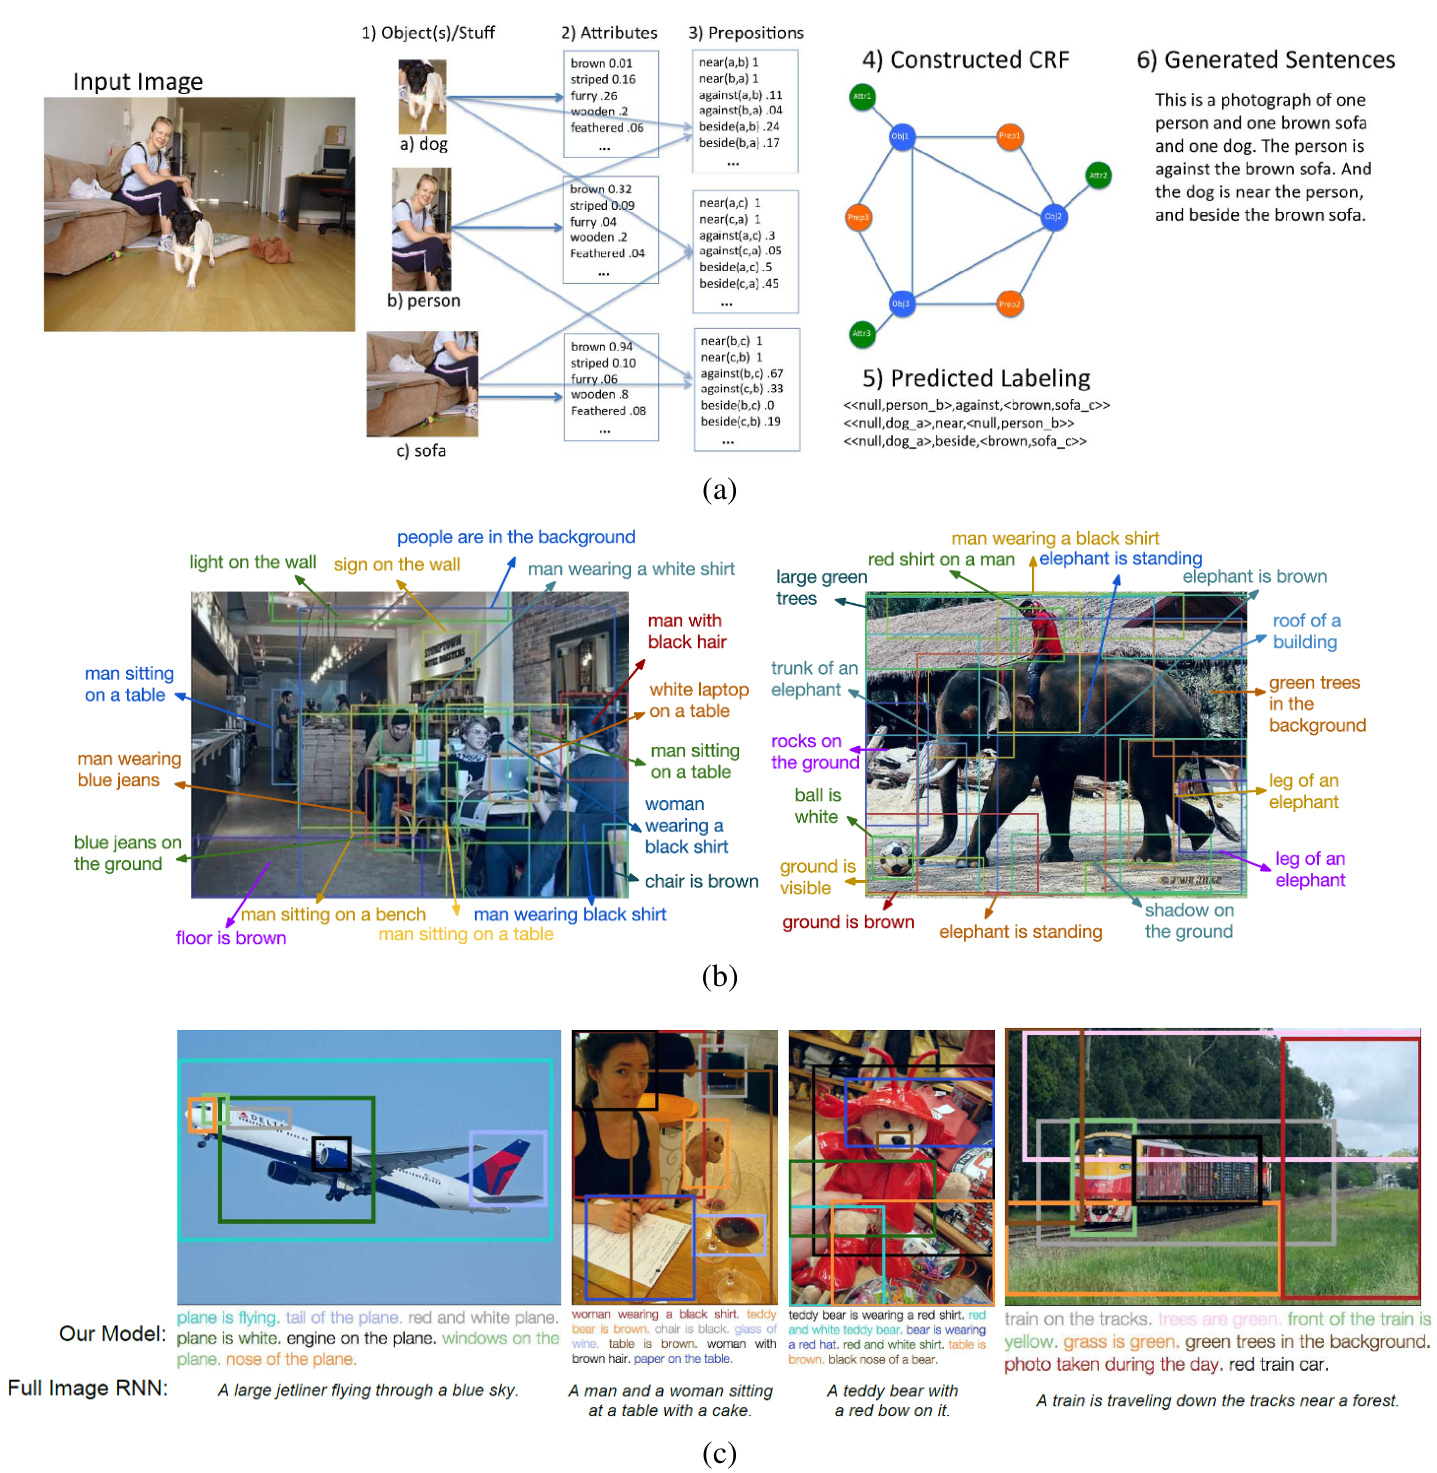 Input Image
1) Object(s)/Stuff
a) dog
b) person
c) sofa
2) Attributes
brown 0.01
striped 0.16
furry .26
wooden .2
feathered .06
...
brown 0.32
striped 0.09
furry .04
wooden .2
Feathered .04
...
brown 0.94
striped 0.10
furry .06
wooden .8
Feathered .08
...
3) Prepositions
near(a,b) 1
near(b,a) 1
against(a,b) .11
against(b,a) .04
beside(a,b) .24
beside(b,a) .17
...
near(a,c) 1
near(c,a) 1
against(a,c) .3
against(c,a) .05
beside(a,c) .5
beside(c,a) .45
...
near(b,c) 1
near(c,b) 1
against(b,c) .67
against(c,b) .33
beside(b,c) .0
beside(c,b) .19
...
4) Constructed CRF
Attr1
Obj1
Prep1
Attr2
Prep3
Obj2
Obj3
Prep2
Attr3
5) Predicted Labeling
<<null,person_b>,against,<brown,sofa_c>>
<<null,dog_a>,near,<null,person_b>>
<<null,dog_a>,beside,<brown,sofa_c>>
6) Generated Sentences
This is a photograph of one
person and one brown sofa
and one dog. The person is
against the brown sofa. And
the dog is near the person,
and beside the brown sofa.
(a)
people are in the background
light on the wall
sign on the wall
man wearing a white shirt
man with
black hair
man sitting
on a table
white laptop
on a table
man wearing
blue jeans
man sitting
on a table
woman
wearing a
black shirt
blue jeans on
the ground
chair is brown
man sitting on a bench
man wearing black shirt
floor is brown
man sitting on a table
STUMPTOWN
COFFEE ROASTERS
man wearing a black shirt
red shirt on a man
elephant is standing
large green
trees
elephant is brown
roof of a
building
trunk of an
elephant
green trees
in the
background
rocks on
the ground
ball is
white
leg of an
elephant
ground is
visible
leg of an
elephant
ground is brown
elephant is standing
shadow on
the ground
(b)
DELTA
Our Model:
plane is flying. tail of the plane. red and white plane.
plane is white. engine on the plane. windows on the
plane. nose of the plane.
woman wearing a black shirt. teddy
bear is brown. chair is black. glass of
wine. table is brown. woman with
brown hair. paper on the table.
teddy bear is wearing a red shirt. red
and white teddy bear. bear is wearing
a red hat. red and white shirt. table is
brown. black nose of a bear.
train on the tracks. trees are green. front of the train is
yellow. grass is green. green trees in the background.
photo taken during the day. red train car.
Full Image RNN:
A large jetliner flying through a blue sky.
A man and a woman sitting
at a table with a cake.
A teddy bear with
a red bow on it.
A train is traveling down the tracks near a forest.
(c)